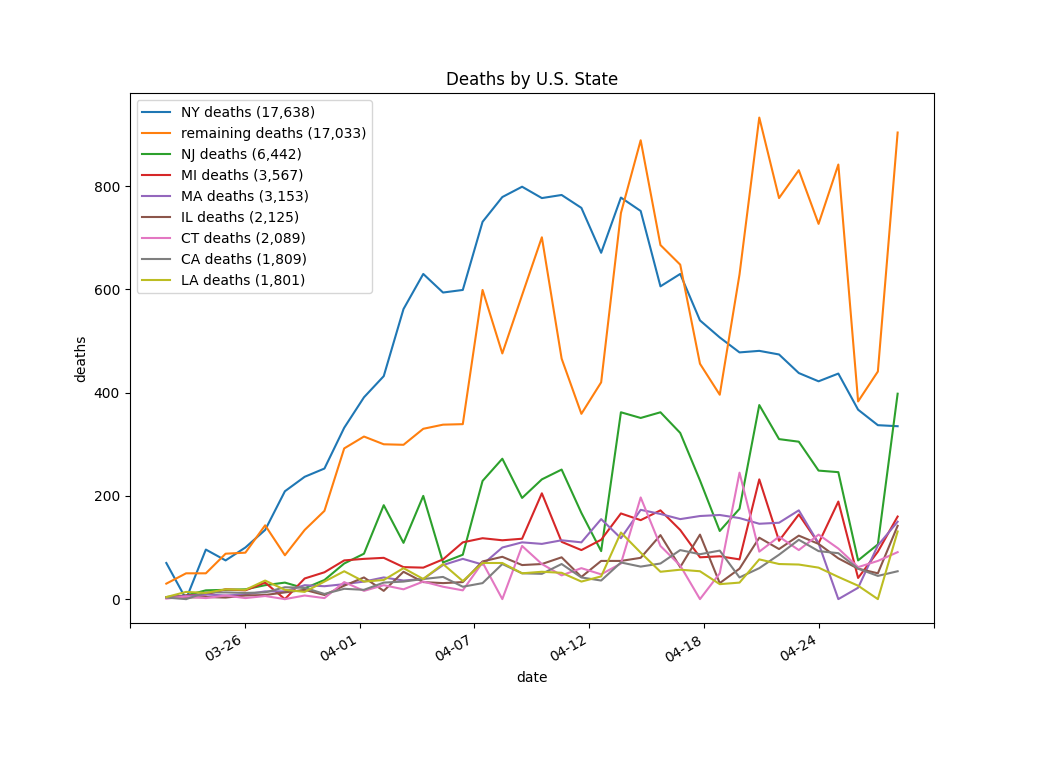 Deaths by U.S. State
NY deaths (17,638)
remaining deaths (17,033)
NJ deaths (6,442)
MI deaths (3,567)
MA deaths (3,153)
IL deaths (2,125)
CT deaths (2,089)
CA deaths (1,809)
LA deaths (1,801)
deaths
800
600
400
200
0
03-26
04-01
04-07
04-12
04-18
04-24
date